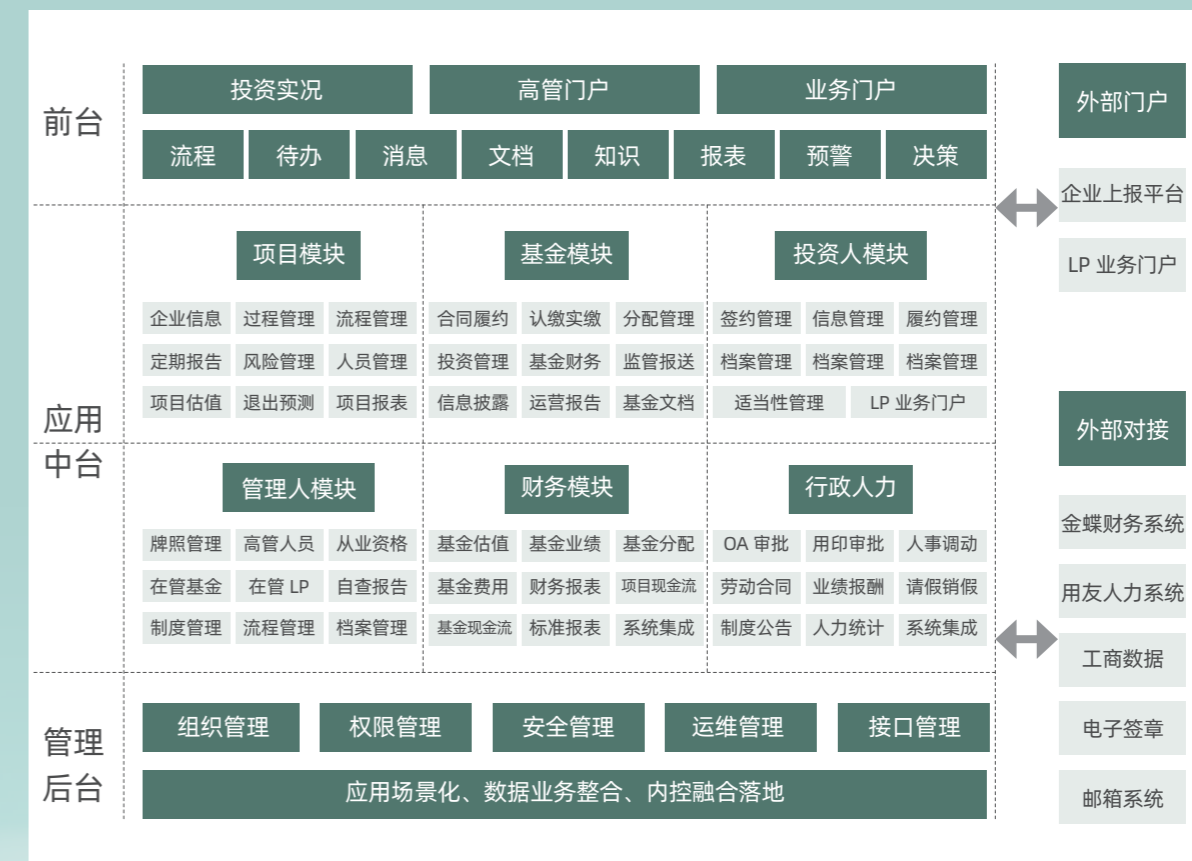 前台
投资实况 高管门户 业务门户
流程 待办 消息 文档 知识 报表 预警 决策
应用
中台
项目模块
企业信息 过程管理 流程管理
定期报告 风险管理 人员管理
项目估值 退出预测 项目报表
基金模块
合同履约 认缴实缴 分配管理
投资管理 基金财务 监管报送
信息披露 运营报告 基金文档
投资人模块
签约管理 信息管理 履约管理
档案管理 档案管理 档案管理
适当性管理 LP 业务门户
管理人模块
牌照管理 高管人员 从业资格
在管基金 在管 LP 自查报告
制度管理 流程管理 档案管理
财务模块
基金估值 基金业绩 基金分配
基金费用 财务报表 项目现金流
基金现金流 标准报表 系统集成
行政人力
OA 审批 用印审批 人事调动
劳动合同 业绩报酬 请假销假
制度公告 人力统计 系统集成
管理
后台
组织管理 权限管理 安全管理 运维管理 接口管理
应用场景化、数据业务整合、内控融合落地
外部门户
企业上报平台
LP 业务门户
外部对接
金蝶财务系统
用友人力系统
工商数据
电子签章
邮箱系统